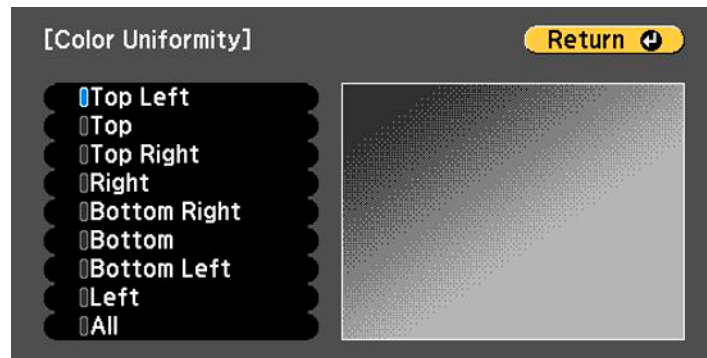 [Color Uniformity]
Return
Top Left
Top
Top Right
Right
Bottom Right
Bottom
Bottom Left
Left
All